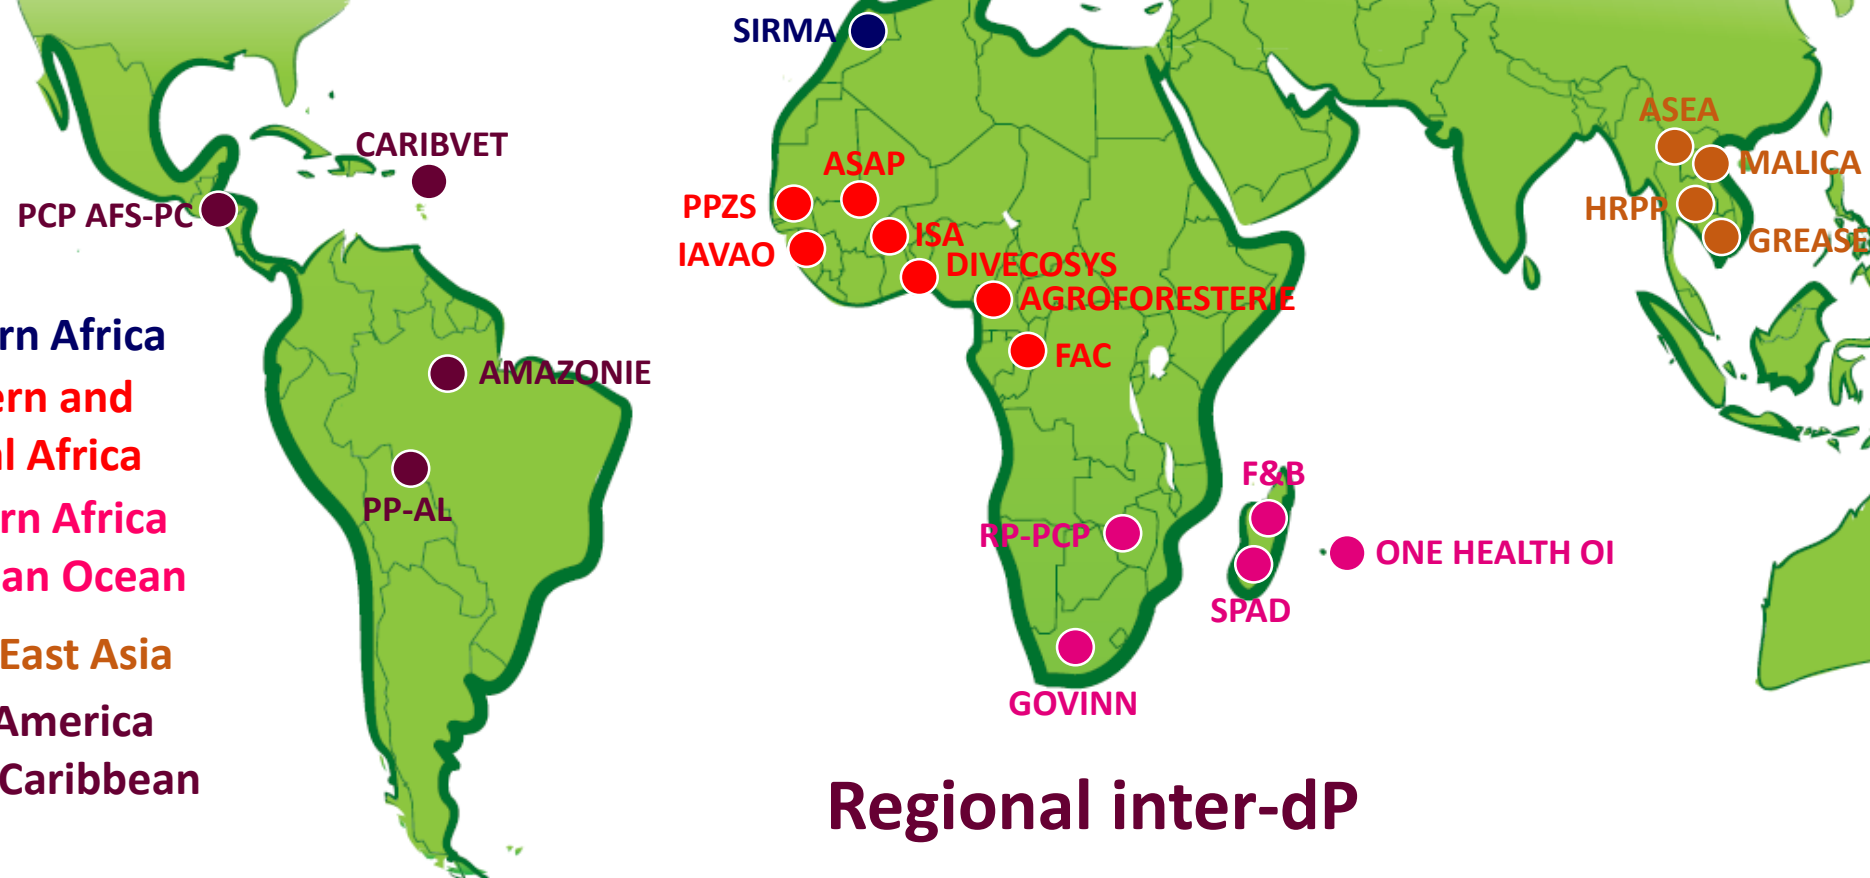 SIRMA
ASEA
CARIBVET
ASAP
MALICA
PPZS
PCP AFS-PC
HRPP
ISA
GREASE
IAVAO
DIVECOSYS
AGROFORESTERIE
rn Africa
FAC
AMAZONIE
ern and
l Africa
F&B
PP-AL
rn Africa
RP-PCP
ONE HEALTH OI
an Ocean
SPAD
East Asia
GOVINN
America
Caribbean
Regional inter-dP